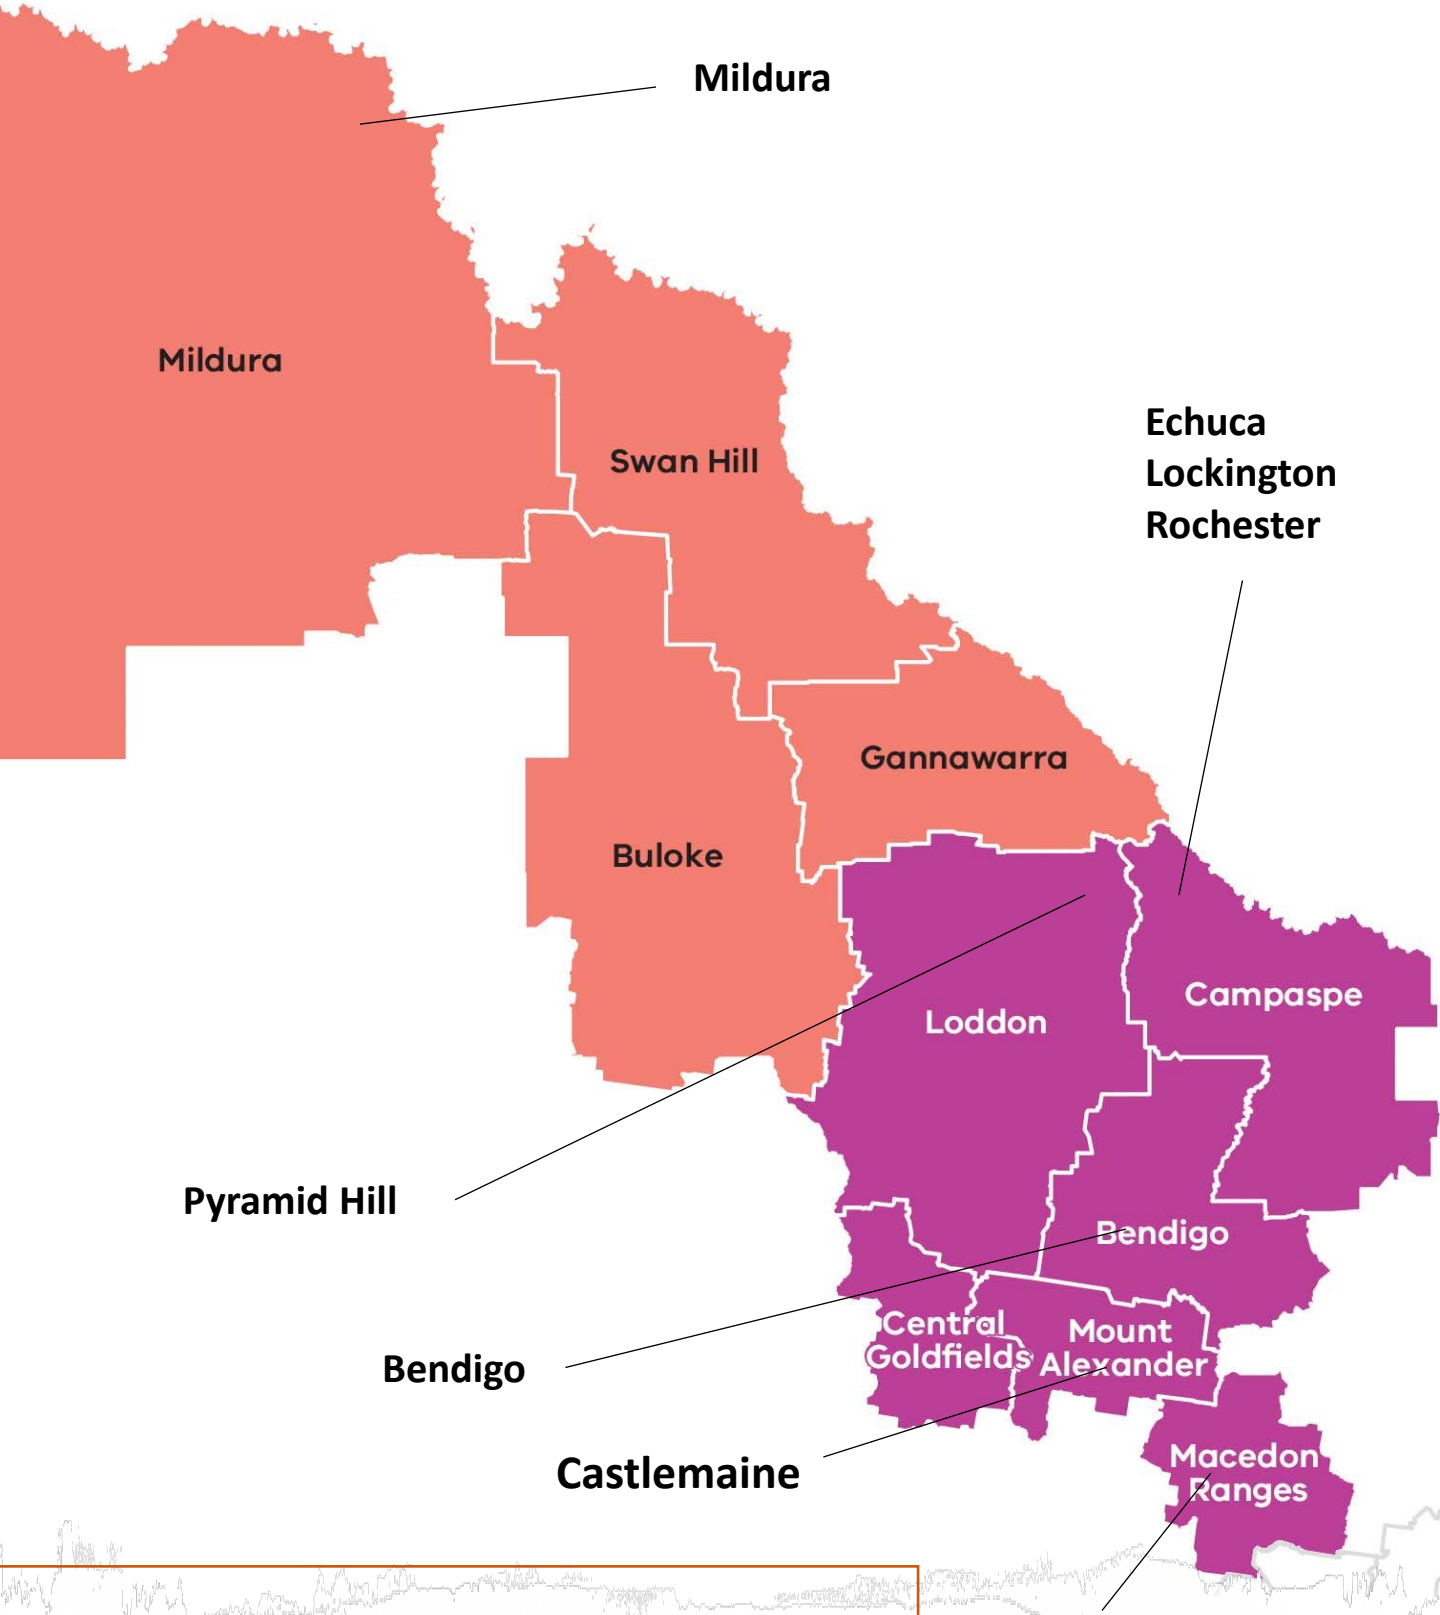 Mildura
Mildura
Swan Hill
Echuca
Lockington
Rochester
Gannawarra
Buloke
Campaspe
Loddon
Pyramid Hill
Bendigo
Central
Goldfields
Mount
Alexander
Bendigo
Castlemaine
Macedon
Ranges